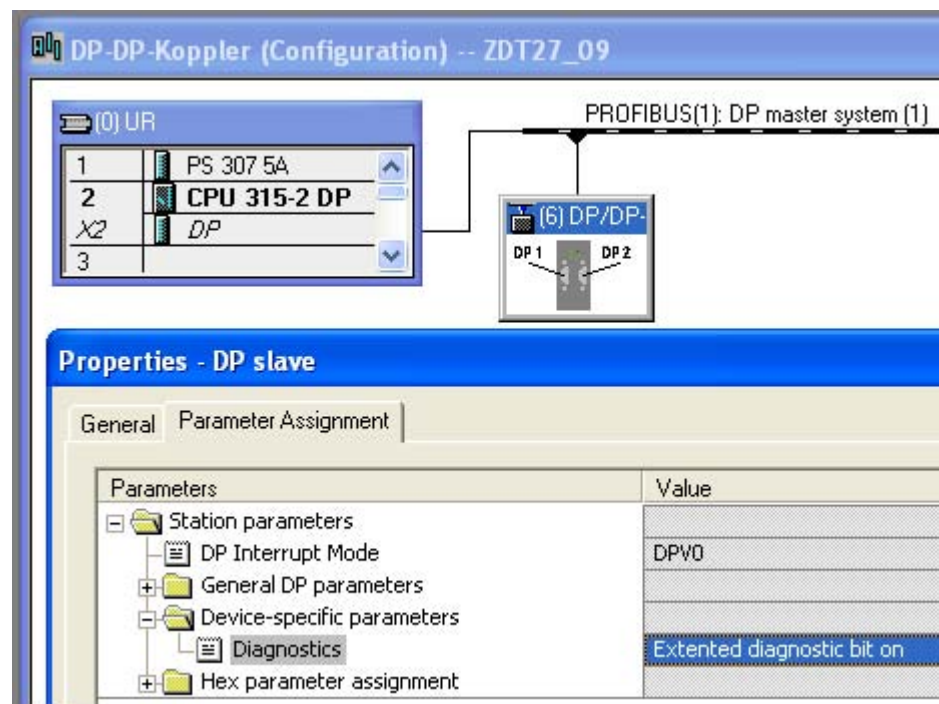 DP-DP-Koppler (Configuration) -- ZDT27_09
(0) UR
PROFIBUS(1): DP master system (1)
1 PS 307 5A
2 CPU 315-2 DP
X2 DP
3
(6) DP/DP-
DP 1 DP 2
Properties - DP slave
General Parameter Assignment
Parameters Value
Station parameters
DP Interrupt Mode DPV0
General DP parameters
Device-specific parameters
Diagnostics Extented diagnostic bit on
Hex parameter assignment